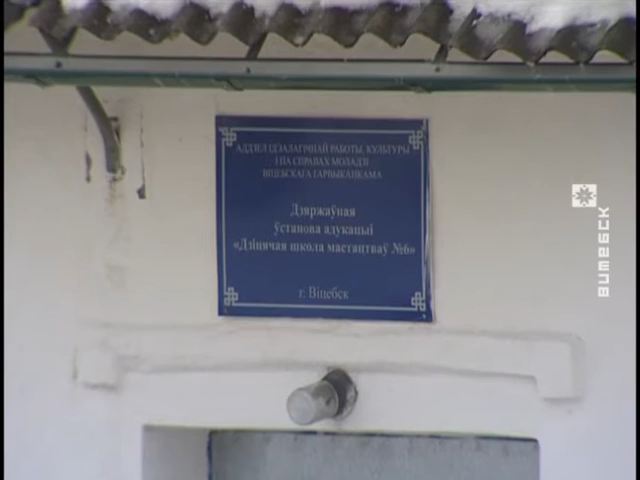 АДДЗЕЛ ІДЭАЛАГІЧНАЙ РАБОТЫ, КУЛЬТУРЫ
І ПА СПРАВАХ МОЛАДЗІ
ВІЦЕБСКАГА ГАРВЫКАНКАМА
Дзяржаўная
ўстанова адукацыі
«Дзіцячая школа мастацтваў №6»
г. Віцебск
ВИТЕБСК